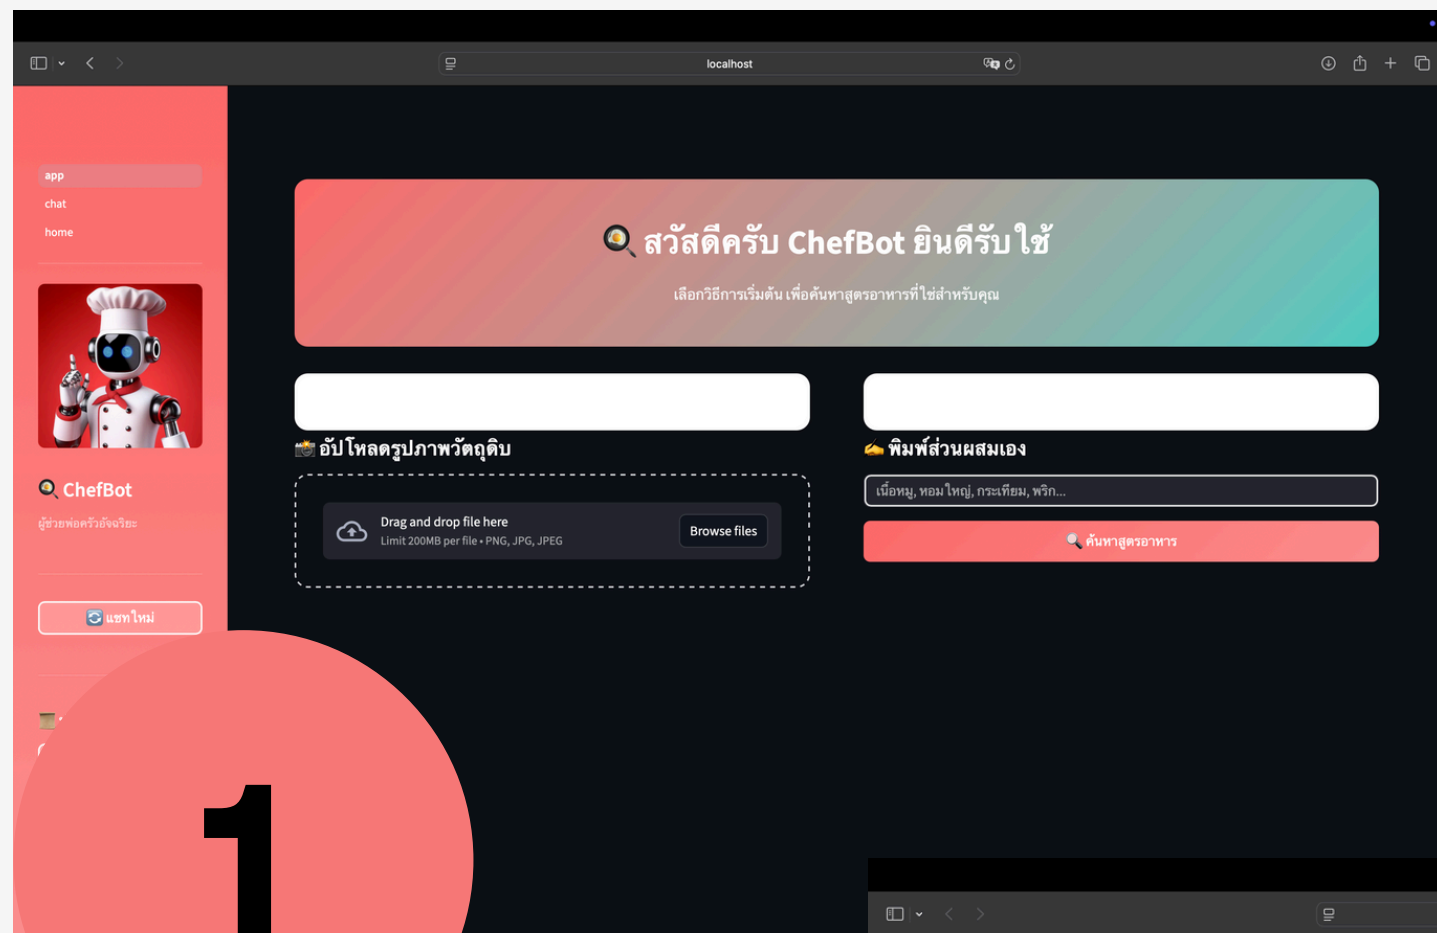 localhost
app
chat
home
ChefBot
ผู้ช่วยพ่อครัวอัจฉริยะ
แชทใหม่
สวัสดีครับ ChefBot ยินดีรับใช้
เลือกวิธีการเริ่มต้น เพื่อค้นหาสูตรอาหารที่ใช่สำหรับคุณ
อัปโหลดรูปภาพวัตถุดิบ
Drag and drop file here
Limit 200MB per file • PNG, JPG, JPEG
Browse files
พิมพ์ส่วนผสมเอง
เนื้อหมู, หอมใหญ่, กระเทียม, พริก...
ค้นหาสูตรอาหาร
1